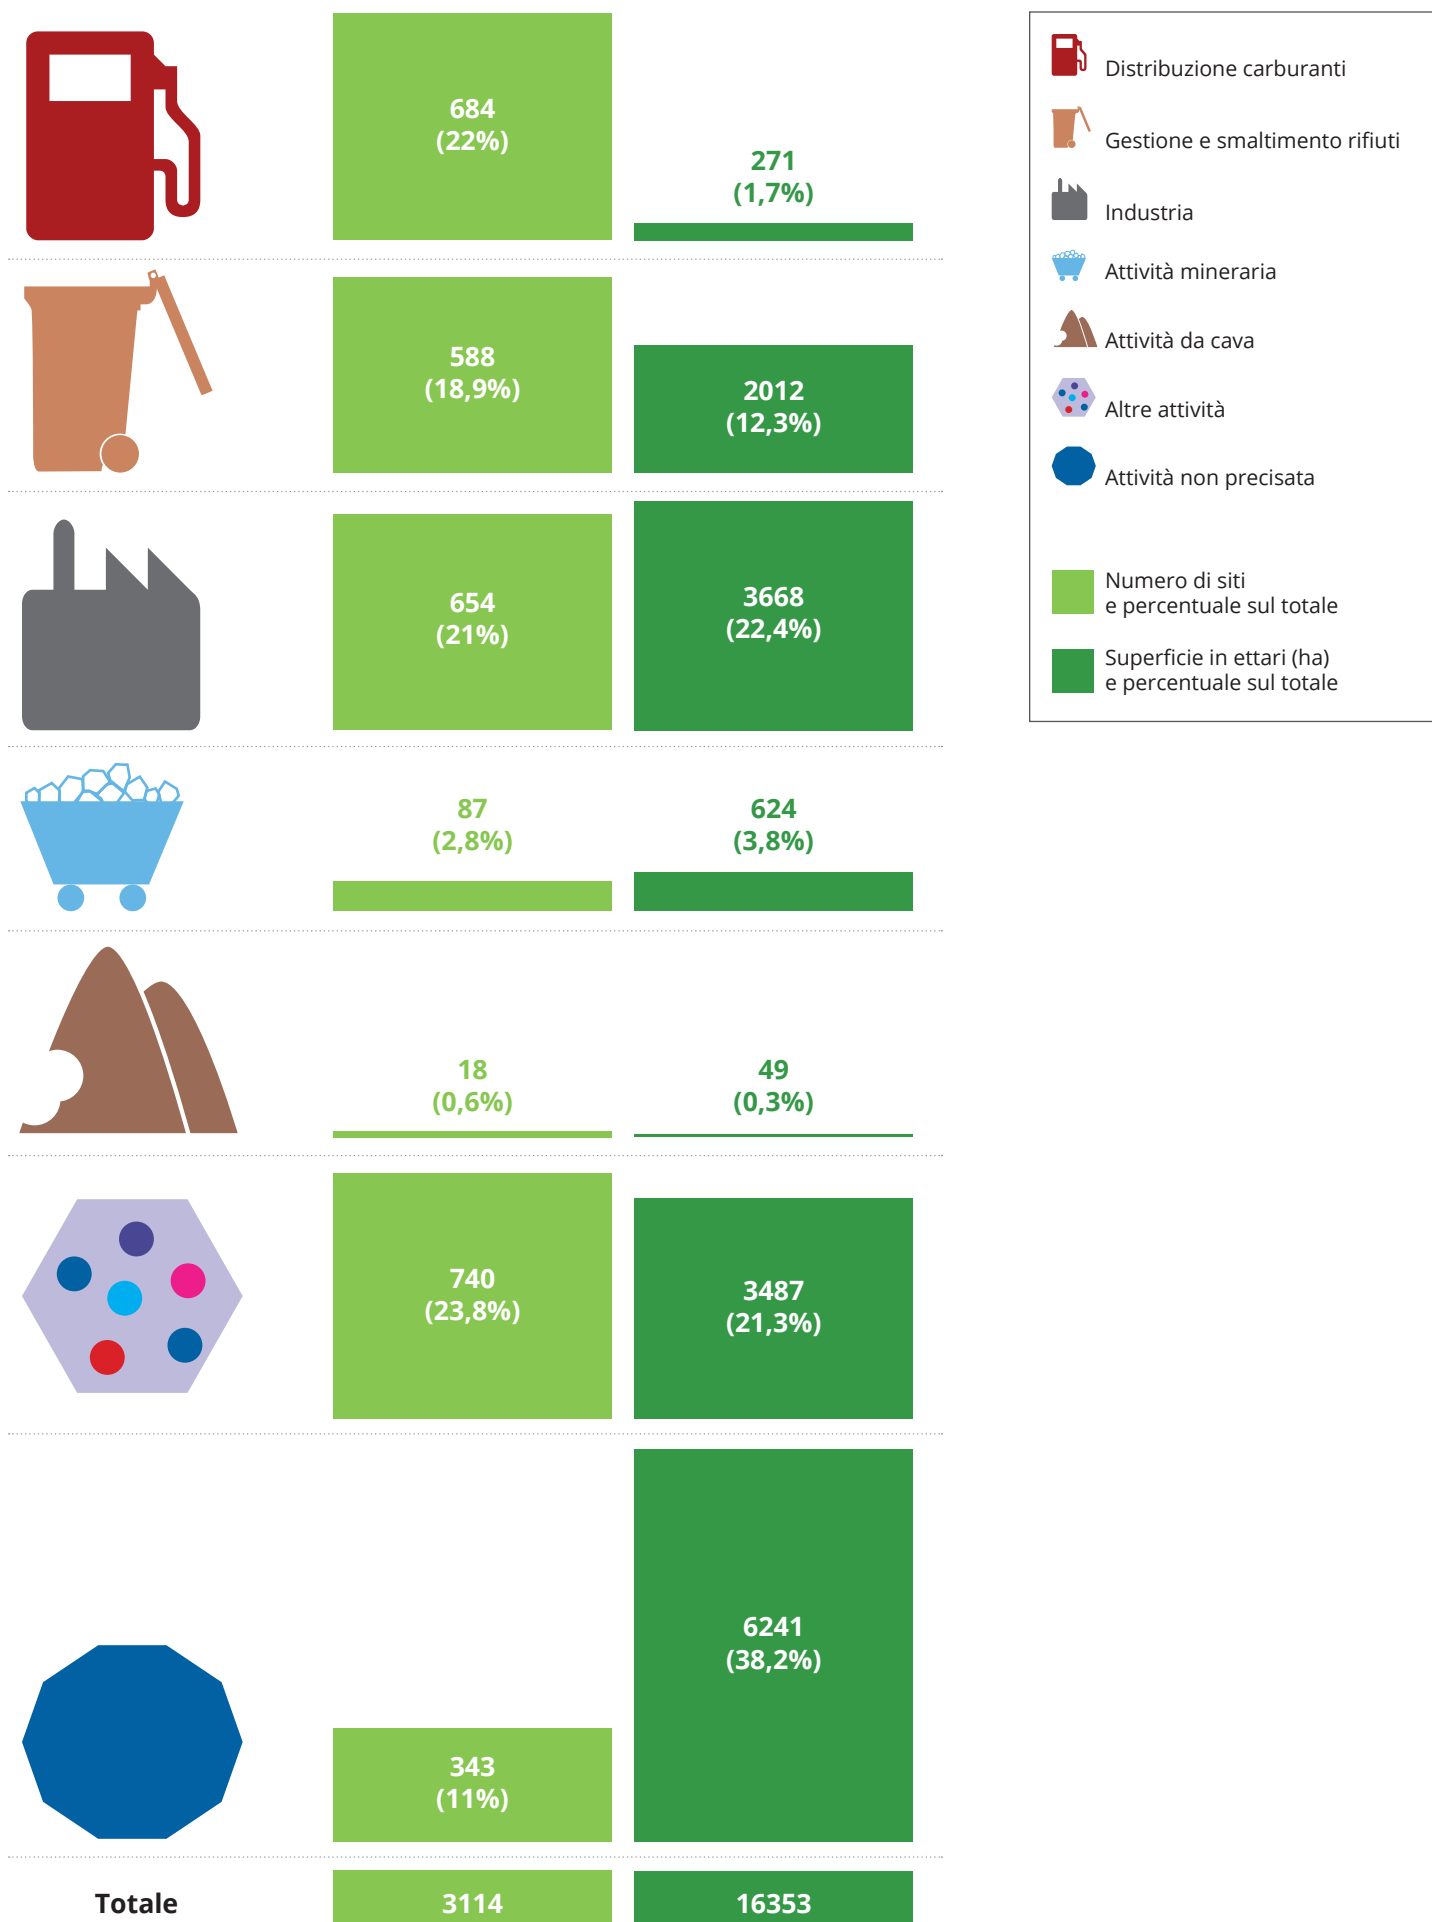 684
(22%)
271
(1,7%)
588
(18,9%)
2012
(12,3%)
654
(21%)
3668
(22,4%)
87
(2,8%)
624
(3,8%)
18
(0,6%)
49
(0,3%)
740
(23,8%)
3487
(21,3%)
343
(11%)
6241
(38,2%)
Totale
3114
16353
Distribuzione carburanti
Gestione e smaltimento rifiuti
Industria
Attività mineraria
Attività da cava
Altre attività
Attività non precisata
Numero di siti
e percentuale sul totale
Superficie in ettari (ha)
e percentuale sul totale